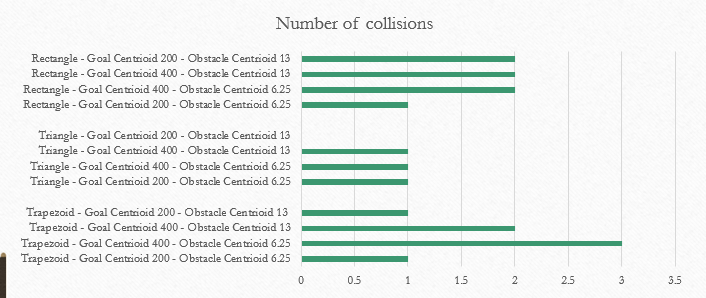 Number of collisions
Rectangle - Goal Centrioid 200 - Obstacle Centrioid 13
Rectangle - Goal Centrioid 400 - Obstacle Centrioid 13
Rectangle - Goal Centrioid 400 - Obstacle Centrioid 6.25
Rectangle - Goal Centrioid 200 - Obstacle Centrioid 6.25
Triangle - Goal Centrioid 200 - Obstacle Centrioid 13
Triangle - Goal Centrioid 400 - Obstacle Centrioid 13
Triangle - Goal Centrioid 400 - Obstacle Centrioid 6.25
Triangle - Goal Centrioid 200 - Obstacle Centrioid 6.25
Trapezoid - Goal Centrioid 200 - Obstacle Centrioid 13
Trapezoid - Goal Centrioid 400 - Obstacle Centrioid 13
Trapezoid - Goal Centrioid 400 - Obstacle Centrioid 6.25
Trapezoid - Goal Centrioid 200 - Obstacle Centrioid 6.25
0 0.5 1 1.5 2 2.5 3 3.5